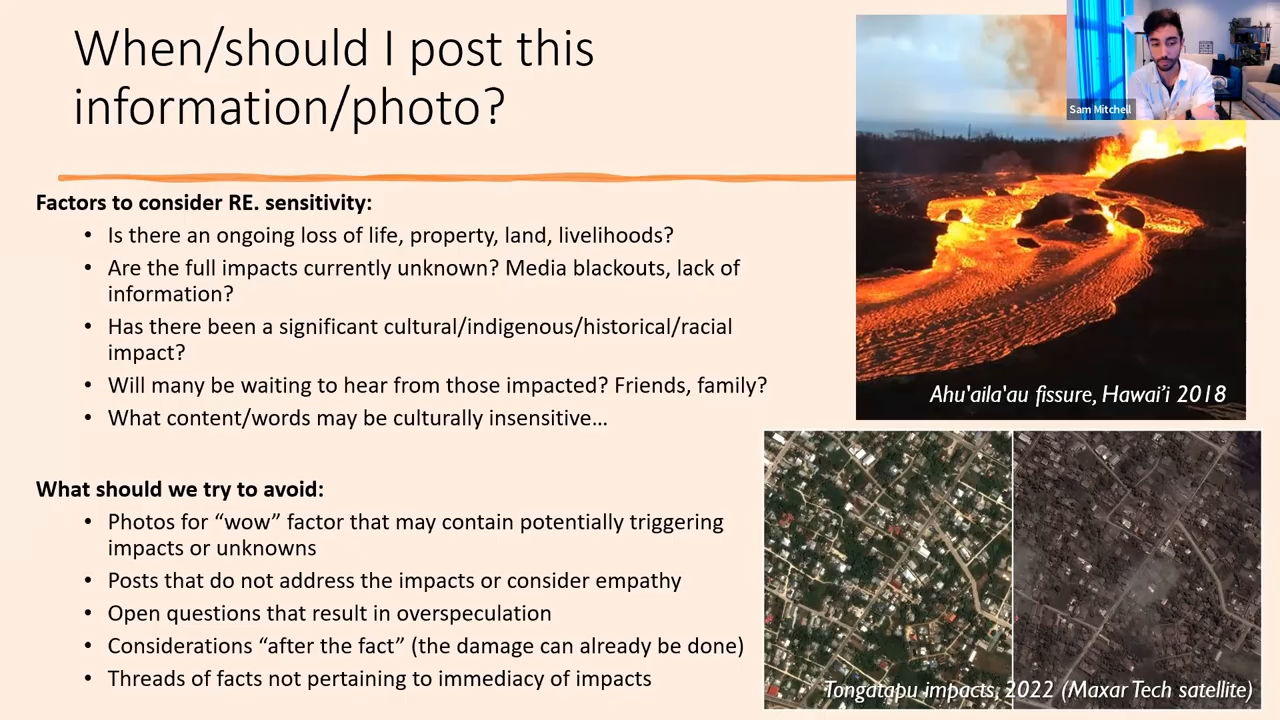 When/should I post this
information/photo?
Sam Mitchell
Factors to consider RE. sensitivity:
• Is there an ongoing loss of life, property, land, livelihoods?
• Are the full impacts currently unknown? Media blackouts, lack of
information?
• Has there been a significant cultural/indigenous/historical/racial
impact?
• Will many be waiting to hear from those impacted? Friends, family?
• What content/words may be culturally insensitive…
Ahu'aila'au fissure, Hawai’i 2018
What should we try to avoid:
• Photos for “wow” factor that may contain potentially triggering
impacts or unknowns
• Posts that do not address the impacts or consider empathy
• Open questions that result in overspeculation
• Considerations “after the fact” (the damage can already be done)
• Threads of facts not pertaining to immediacy of impacts
Tongatapu impacts, 2022 (Maxar Tech satellite)